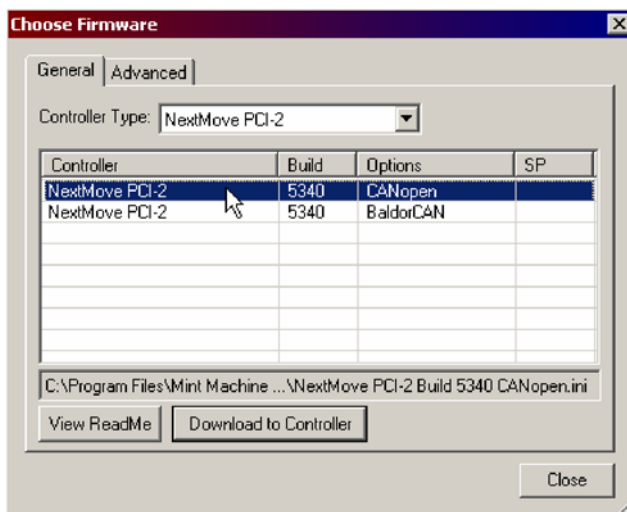 Choose Firmware
General Advanced
Controller Type: NextMove PCI-2
Controller Build Options SP
NextMove PCI-2 5340 CANopen
NextMove PCI-2 5340 BaldorCAN
C:\Program Files\Mint Machine ...\NextMove PCI-2 Build 5340 CANopen.ini
View ReadMe Download to Controller
Close